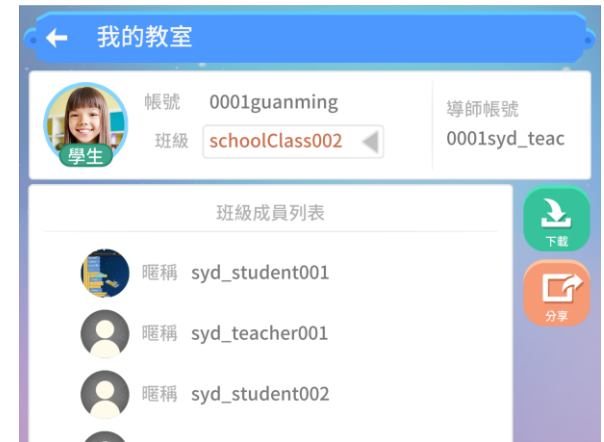 我的教室
帳號 0001guanming
班級 schoolClass002
學生
導師帳號
0001syd_teac
班級成員列表
下載
暱稱 syd_student001
分享
暱稱 syd_teacher001
暱稱 syd_student002